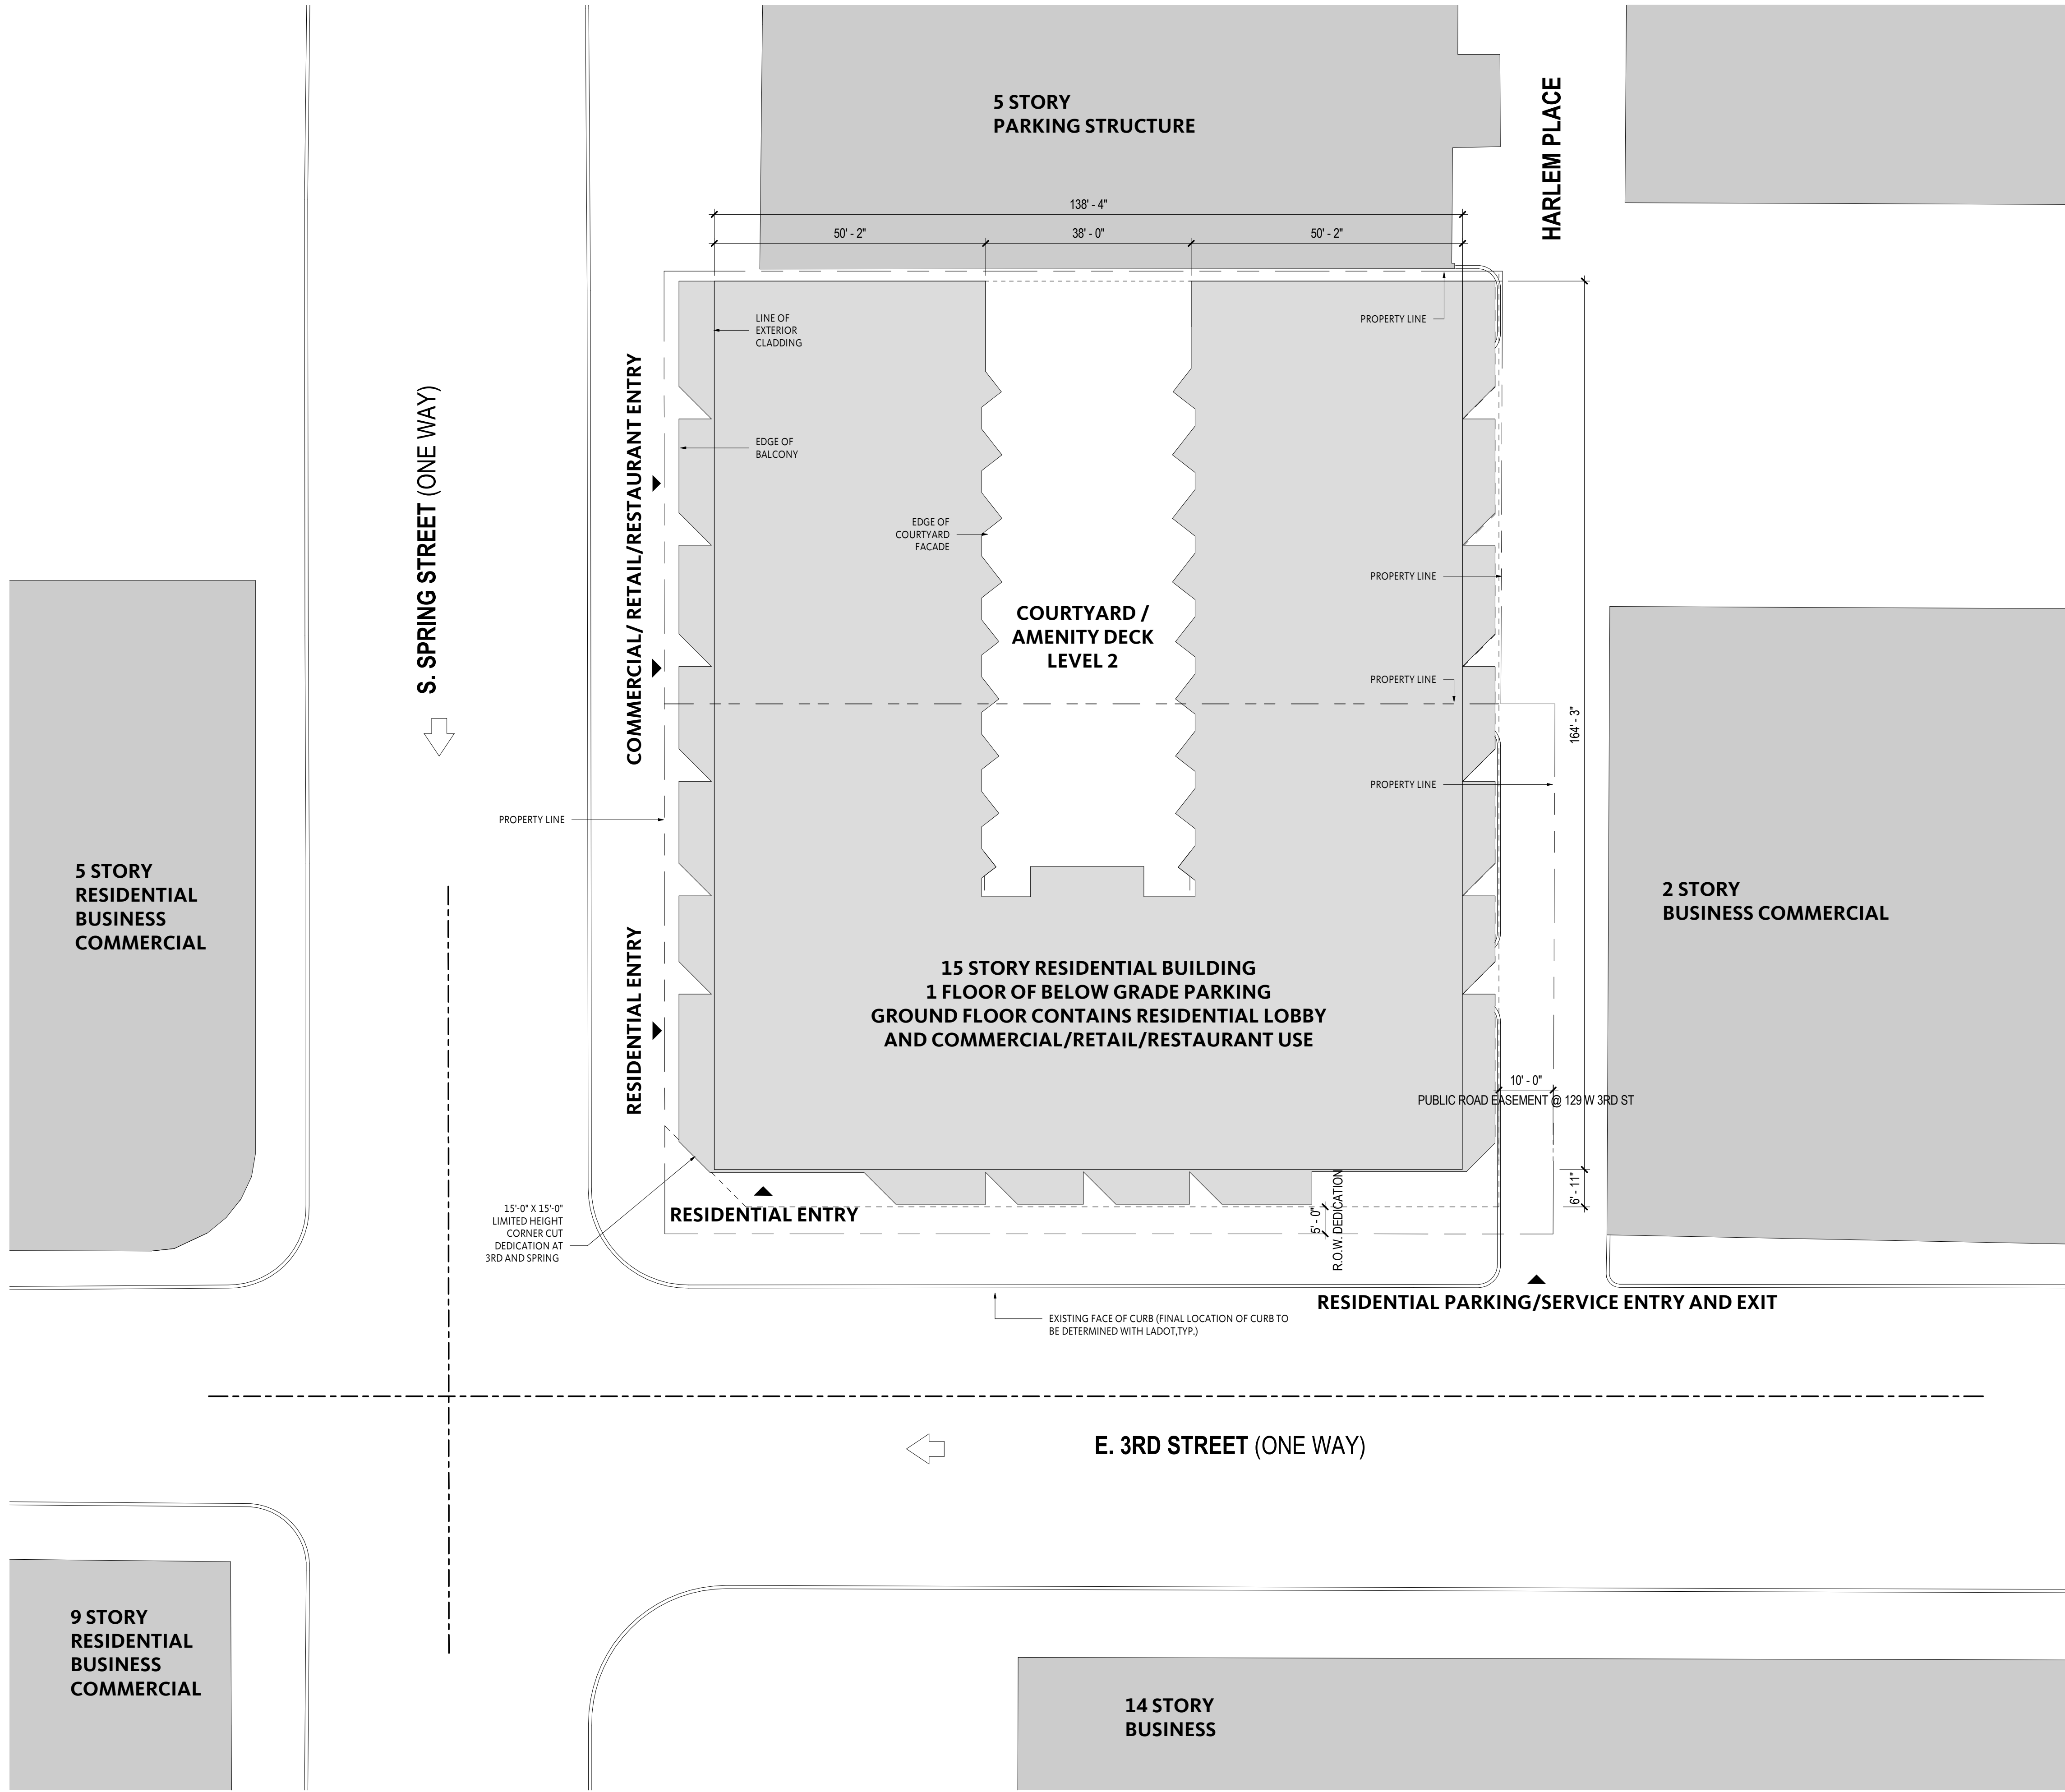 5 STORY
PARKING STRUCTURE
HARLEM PLACE
138' - 4"
50' - 2"
38' - 0"
50' - 2"
LINE OF
EXTERIOR
CLADDING
PROPERTY LINE
S. SPRING STREET (ONE WAY)
COMMERCIAL/ RETAIL/RESTAURANT ENTRY
EDGE OF
BALCONY
EDGE OF
COURTYARD
FACADE
PROPERTY LINE
COURTYARD /
AMENITY DECK
LEVEL 2
PROPERTY LINE
164' - 3"
PROPERTY LINE
PROPERTY LINE
5 STORY
RESIDENTIAL
BUSINESS
COMMERCIAL
2 STORY
BUSINESS COMMERCIAL
RESIDENTIAL ENTRY
15 STORY RESIDENTIAL BUILDING
1 FLOOR OF BELOW GRADE PARKING
GROUND FLOOR CONTAINS RESIDENTIAL LOBBY
AND COMMERCIAL/RETAIL/RESTAURANT USE
10' - 0"
PUBLIC ROAD EASEMENT @ 129 W 3RD ST
6' - 11"
15'-0" X 15'-0"
LIMITED HEIGHT
CORNER CUT
DEDICATION AT
3RD AND SPRING
RESIDENTIAL ENTRY
5' - 0"
R.O.W. DEDICATION
RESIDENTIAL PARKING/SERVICE ENTRY AND EXIT
EXISTING FACE OF CURB (FINAL LOCATION OF CURB TO
BE DETERMINED WITH LADOT,TYP.)
E. 3RD STREET (ONE WAY)
9 STORY
RESIDENTIAL
BUSINESS
COMMERCIAL
14 STORY
BUSINESS